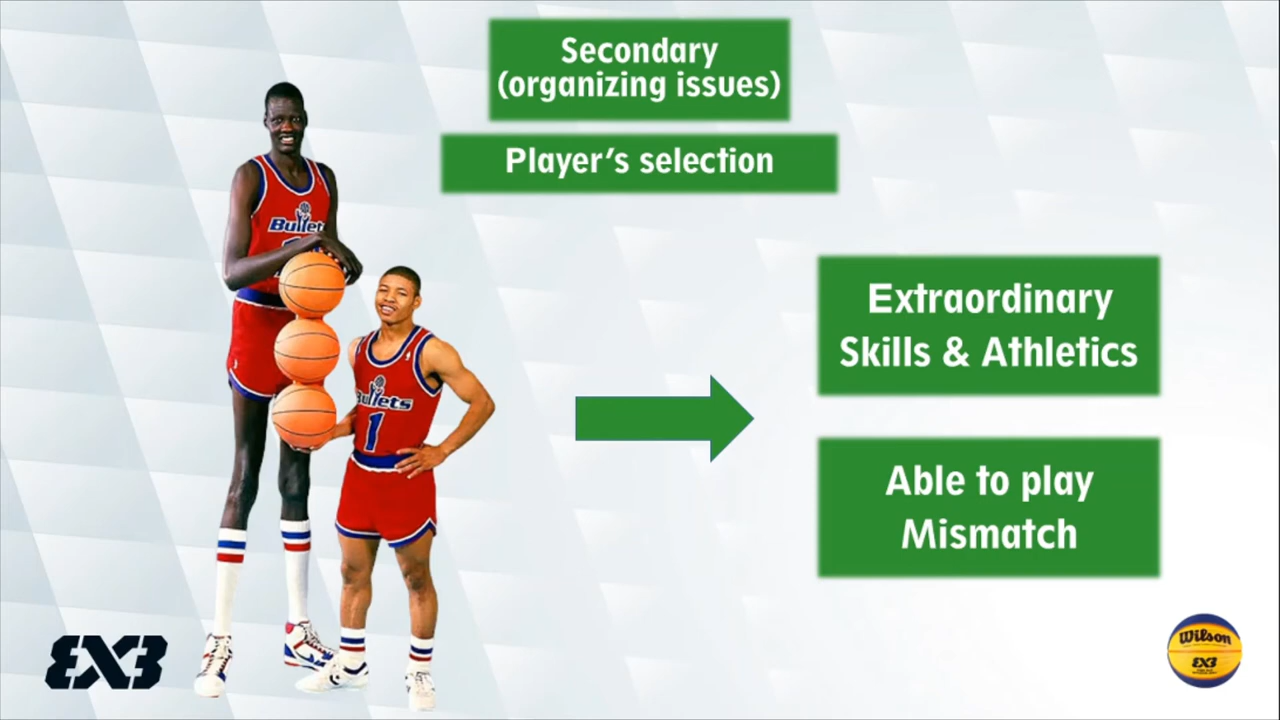 Secondary
(organizing issues)
Player's selection
Bullets
Bullets
1
Extraordinary
Skills & Athletics
Able to play
Mismatch
3X3
Wilson
3X3